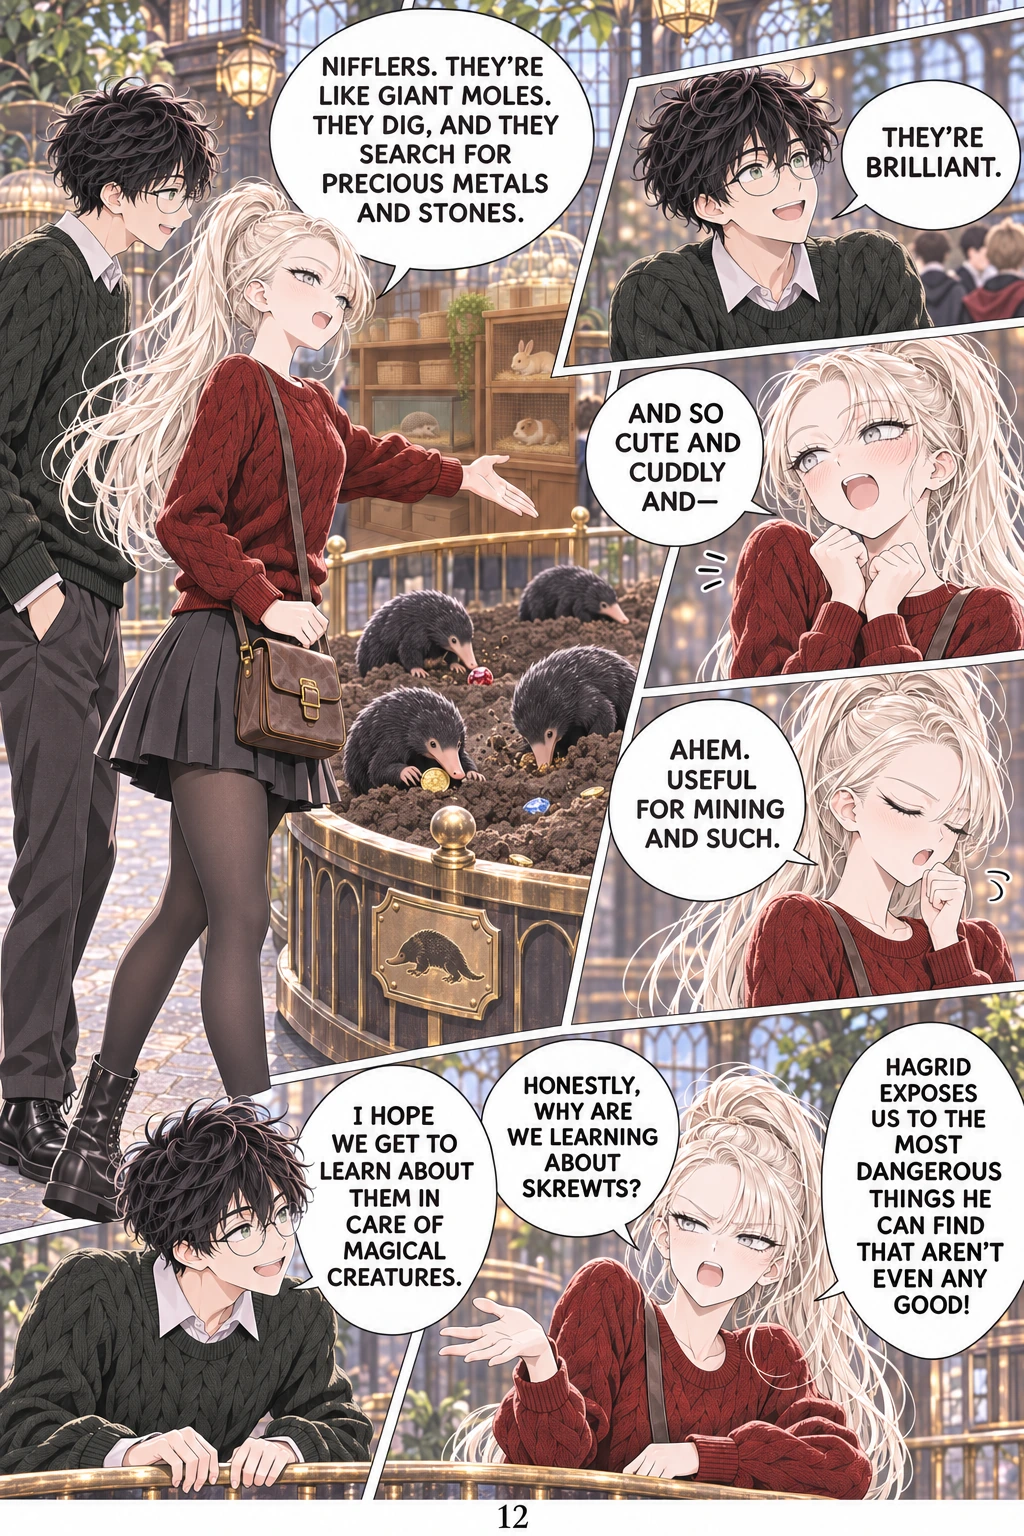 NIFFLERS. THEY'RE
LIKE GIANT MOLES.
THEY DIG, AND THEY
SEARCH FOR
PRECIOUS METALS
AND STONES.
THEY'RE
BRILLIANT.
AND SO
CUTE AND
CUDDLY
AND—
AHEM.
USEFUL
FOR MINING
AND SUCH.
I HOPE
WE GET TO
LEARN ABOUT
THEM IN
CARE OF
MAGICAL
CREATURES.
HONESTLY,
WHY ARE
WE LEARNING
ABOUT
SKREWTS?
HAGRID
EXPOSES
US TO THE
MOST
DANGEROUS
THINGS HE
CAN FIND
THAT AREN'T
EVEN ANY
GOOD!
12